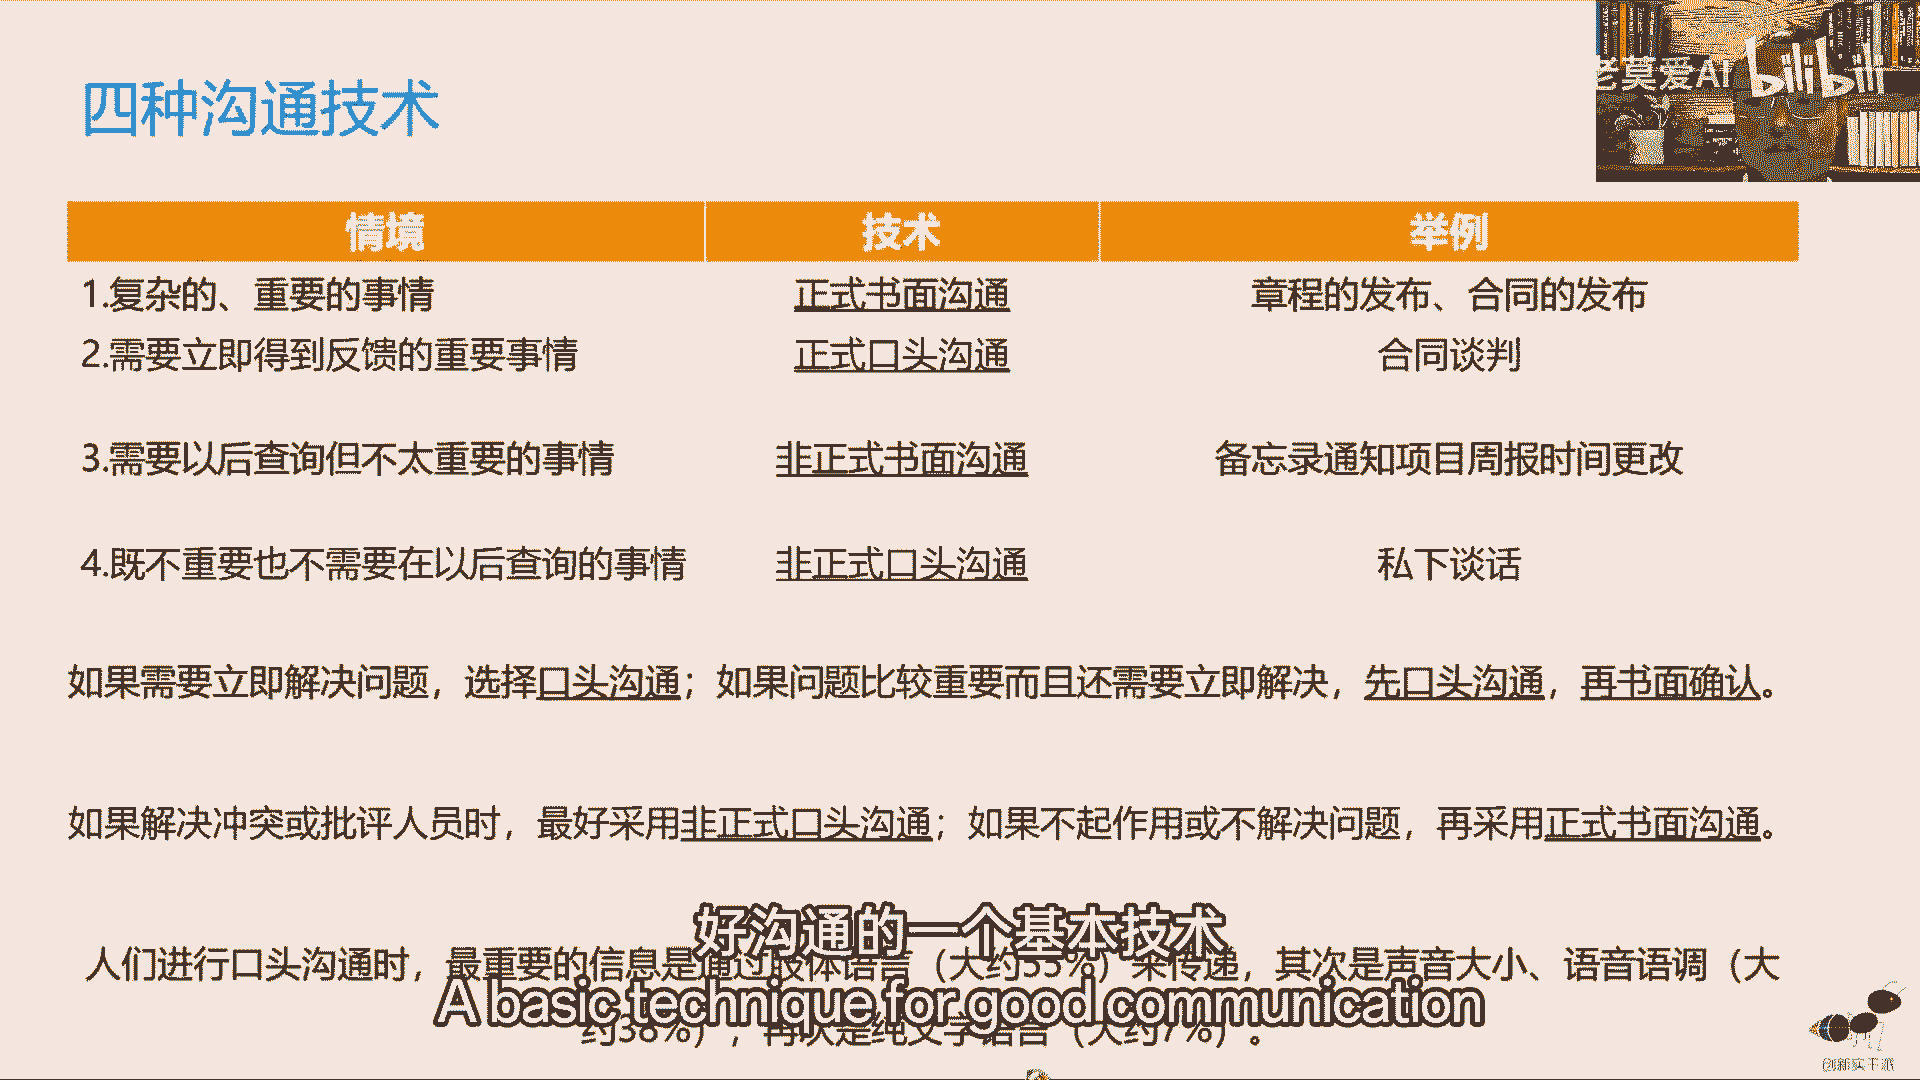 老莫爱AI bilibili
四种沟通技术
情境 技术 举例
1.复杂的、重要的事情 正式书面沟通 章程的发布、合同的发布
2.需要立即得到反馈的重要事情 正式口头沟通 合同谈判
3.需要以后查询但不太重要的事情 非正式书面沟通 备忘录通知项目周报时间更改
4.既不重要也不需要在以后查询的事情 非正式口头沟通 私下谈话
如果需要立即解决问题，选择口头沟通；如果问题比较重要而且还需要立即解决，先口头沟通，再书面确认。
如果解决冲突或批评人员时，最好采用非正式口头沟通；如果不起作用或不解决问题，再采用正式书面沟通。
好沟通的一个基本技术
人们进行口头沟通时，最重要的信息是通过肢体语言（大约55%）来传递，其次是声音大小、语音语调（大
A basic technique for good communication
约38%），再次是纯文字语言（大约7%）。
创新实干派